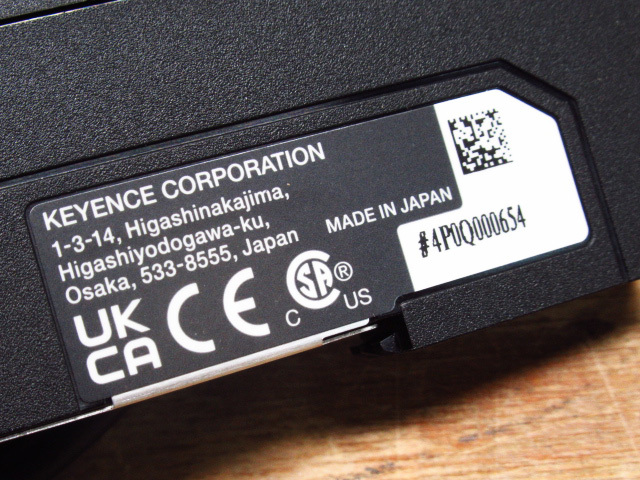 KEYENCE CORPORATION
1-3-14, Higashinakajima,
Higashiyodogawa-ku,
Osaka, 533-8555, Japan
MADE IN JAPAN
#4P0Q000654
UK
CA
CE
C SA ® US